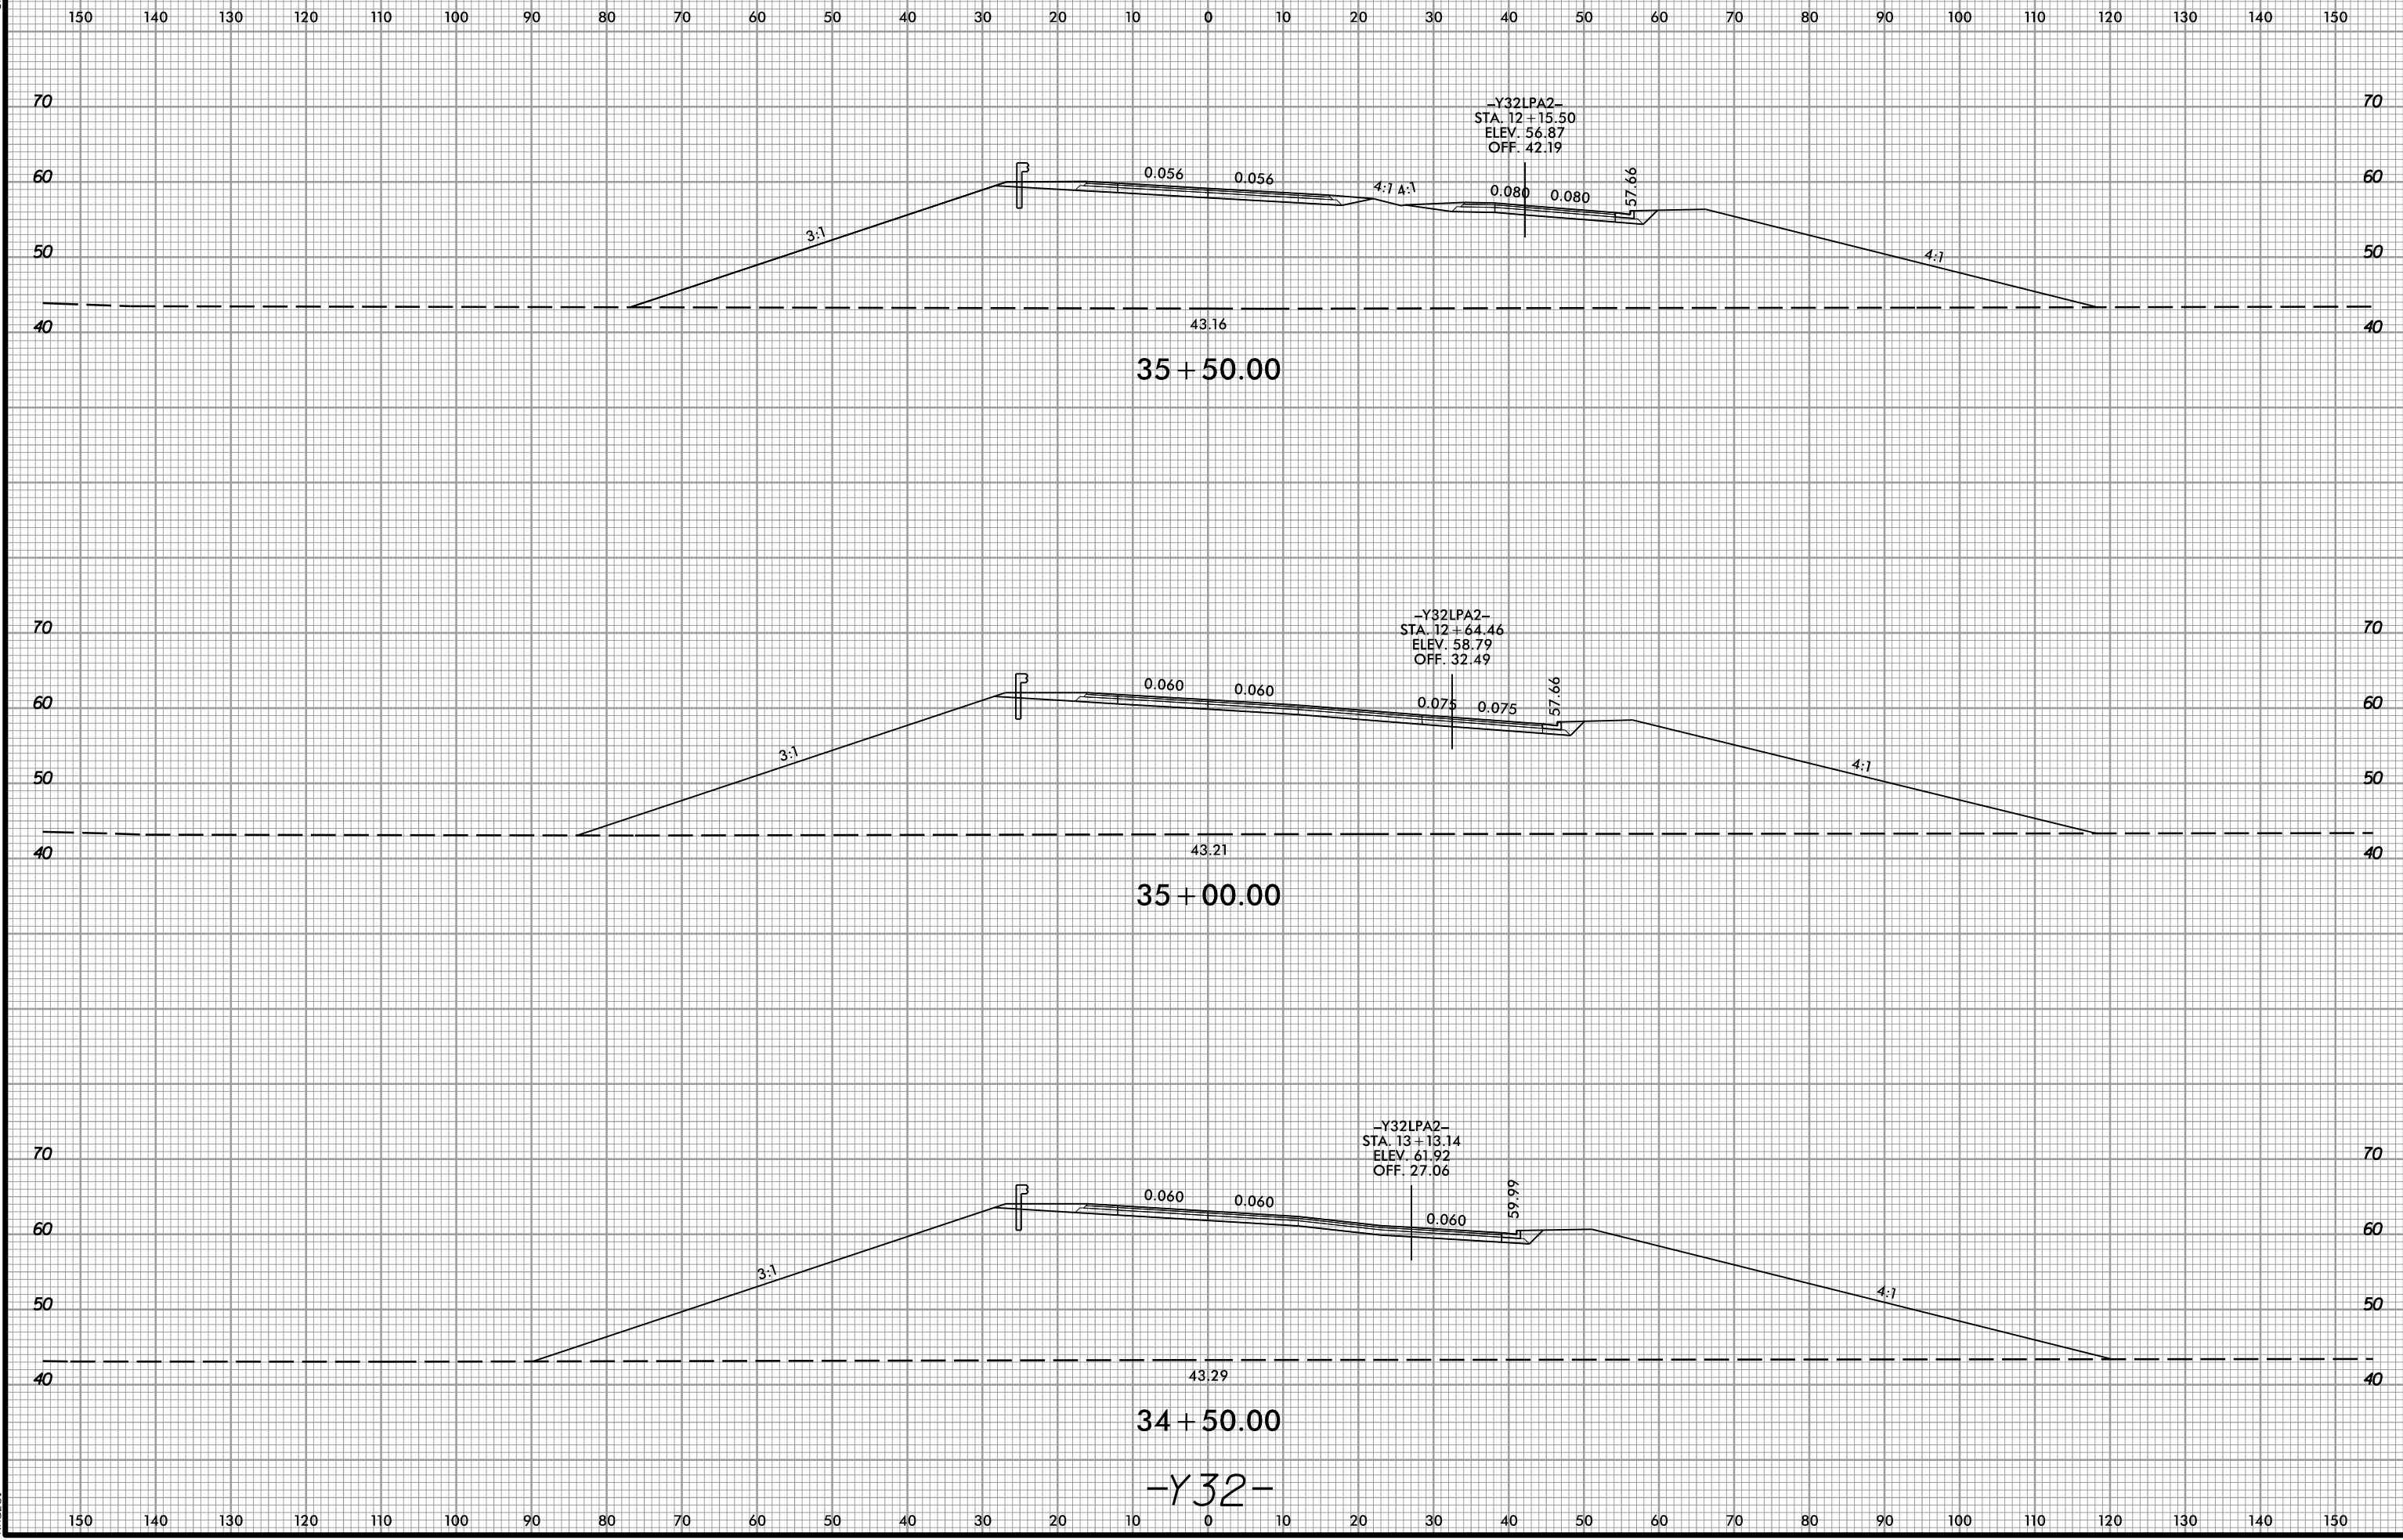 150 140 130 120 110 100 90 80 70 60 50 40 30 20 10 0 10 20 30 40 50 60 70 80 90 100 110 120 130 140 150
70 70
–Y32LPA2–
STA. 12+15.50
ELEV. 56.87
OFF. 42.19
60 0.056 0.056 4:1 4:1 0.080 0.080 57.66 60
50 3:1 4:1 50
40 43.16 40
35+50.00
70 70
–Y32LPA2–
STA. 12+64.46
ELEV. 58.79
OFF. 32.49
60 0.060 0.060 0.075 0.075 57.66 60
50 3:1 4:1 50
40 43.21 40
35+00.00
70 70
–Y32LPA2–
STA. 13+13.14
ELEV. 61.92
OFF. 27.06
60 0.060 0.060 0.060 59.99 60
50 3:1 4:1 50
40 43.29 40
34+50.00
-Y32-
150 140 130 120 110 100 90 80 70 60 50 40 30 20 10 0 10 20 30 40 50 60 70 80 90 100 110 120 130 140 150